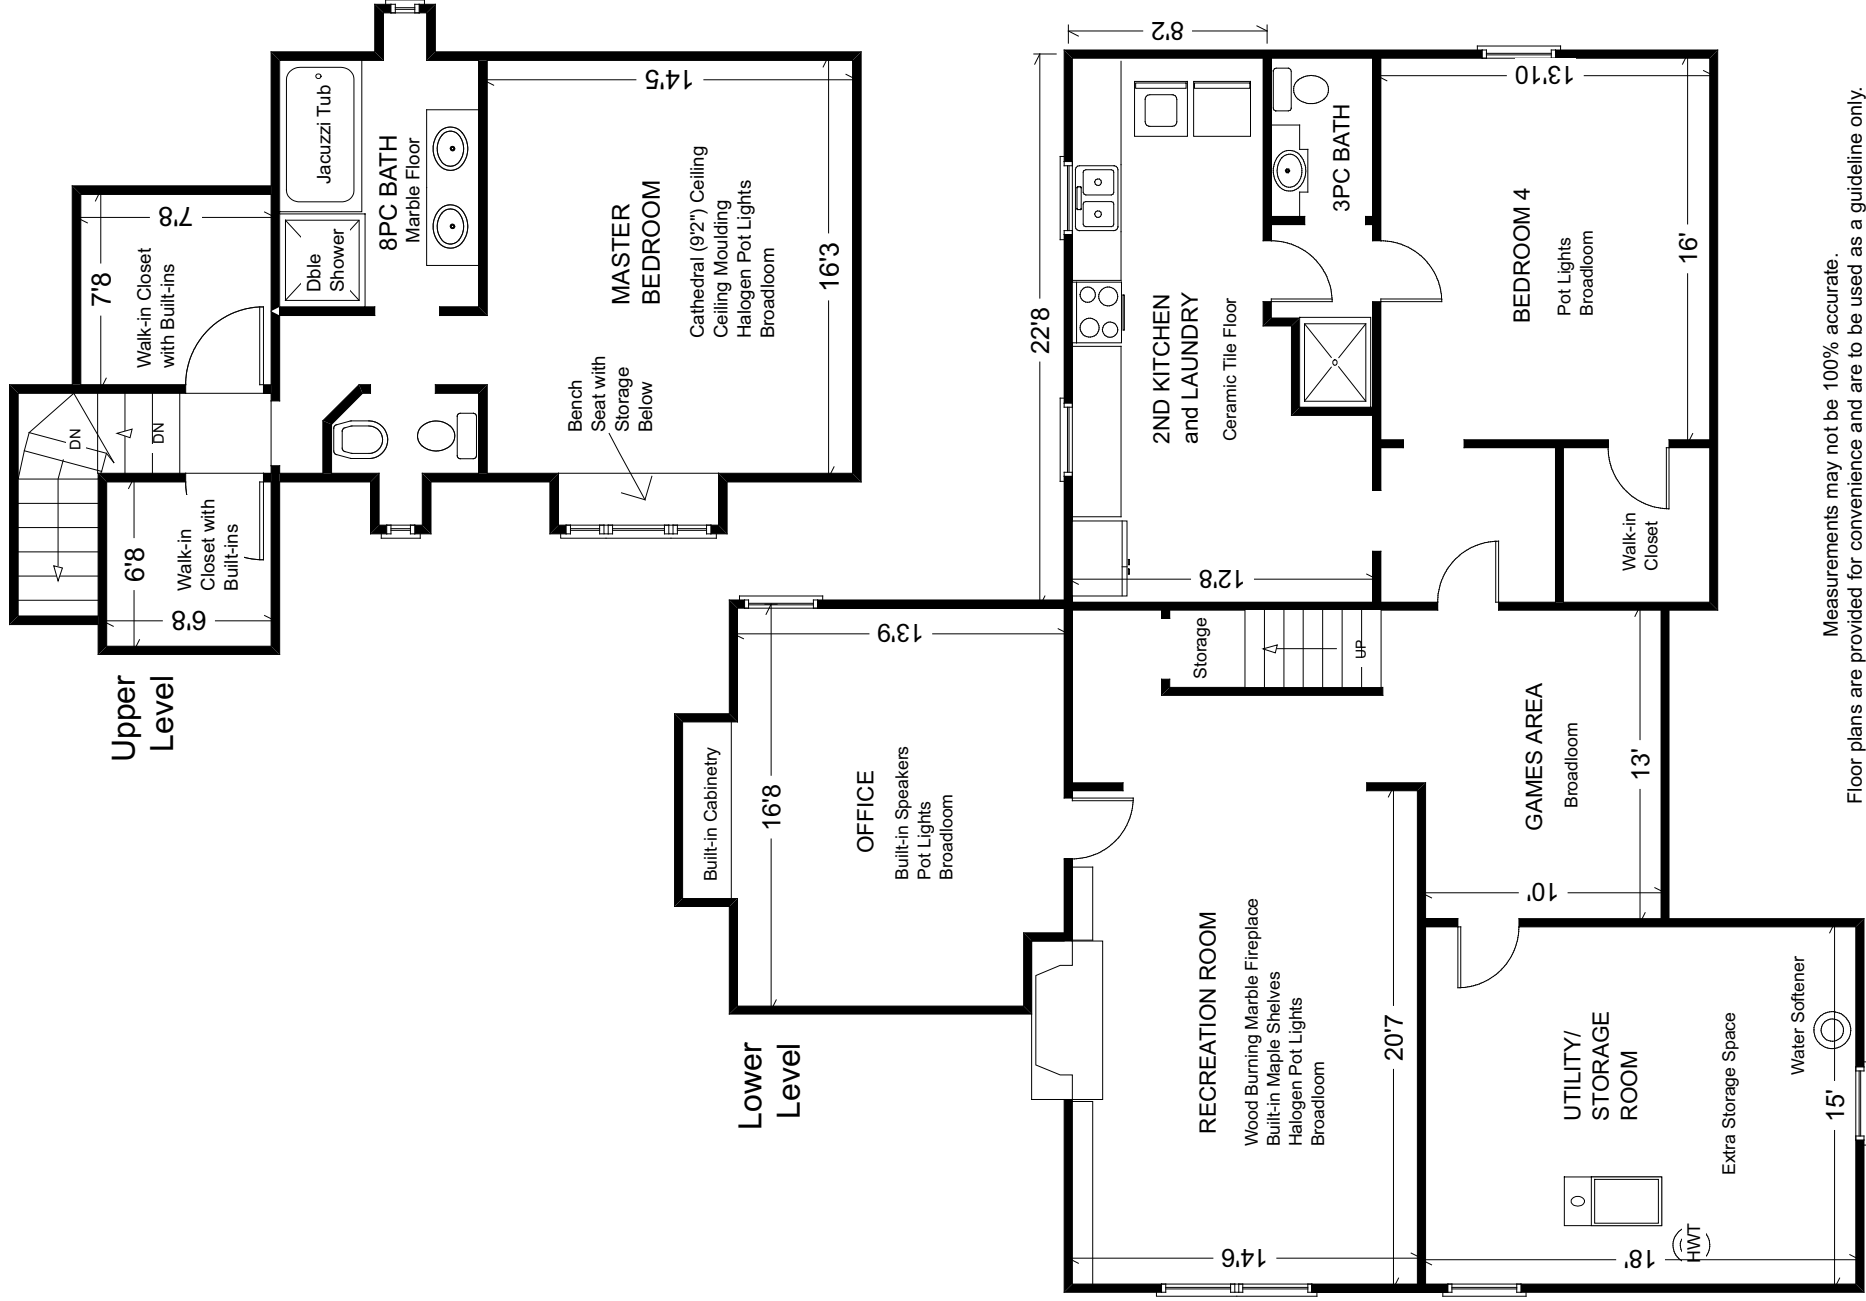 Upper
Level
DN
DN
7'8
7'8
Walk-in Closet
with Built-ins
6'8
6'8
Walk-in
Closet with
Built-ins
Jacuzzi Tub
Dble
Shower
8PC BATH
Marble Floor
14'5
16'3
MASTER
BEDROOM
Cathedral (9'2") Ceiling
Ceiling Moulding
Halogen Pot Lights
Broadloom
Bench
Seat with
Storage
Below
Lower
Level
Built-in Cabinetry
16'8
13'9
OFFICE
Built-in Speakers
Pot Lights
Broadloom
RECREATION ROOM
Wood Burning Marble Fireplace
Built-in Maple Shelves
Halogen Pot Lights
Broadloom
20'7
14'6
UTILITY/
STORAGE
ROOM
Extra Storage Space
Water Softener
HWT
15'
18'
GAMES AREA
Broadloom
13'
10'
Storage
UP
22'8
8'2
12'8
2ND KITCHEN
and LAUNDRY
Ceramic Tile Floor
3PC BATH
13'10
16'
BEDROOM 4
Pot Lights
Broadloom
Walk-in
Closet
Measurements may not be 100% accurate.
Floor plans are provided for convenience and are to be used as a guideline only.